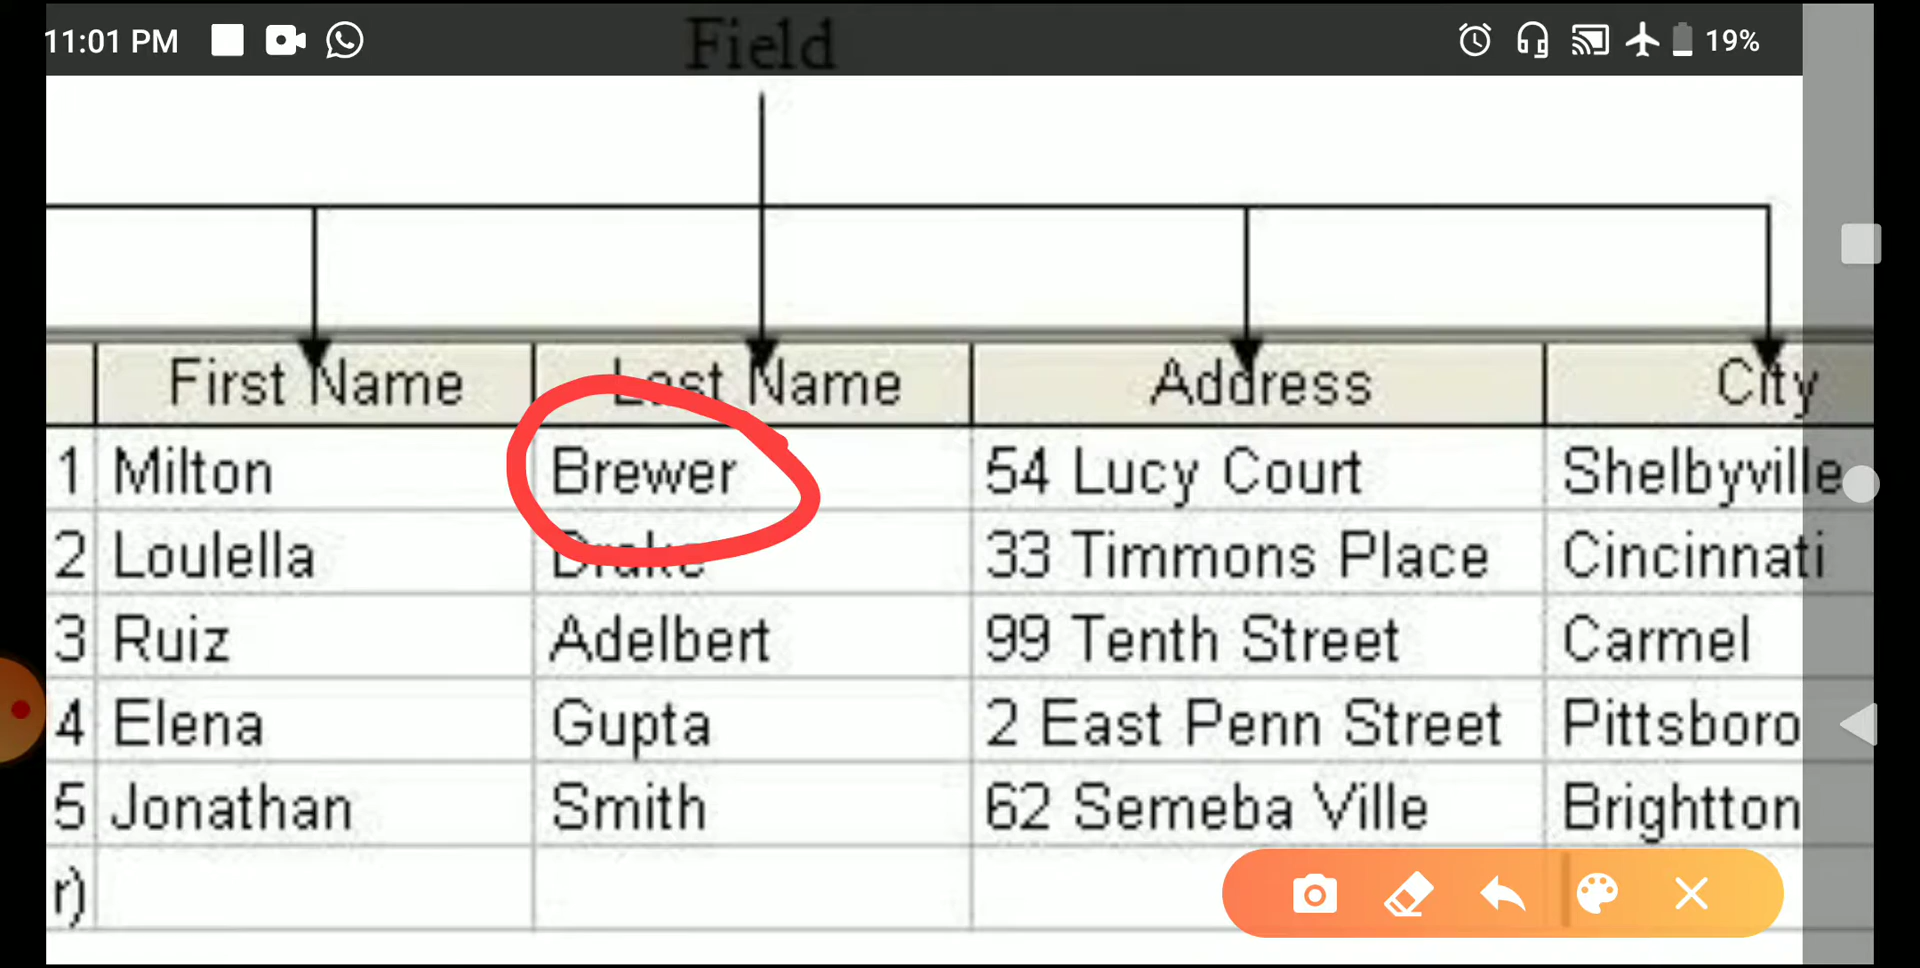 11:01 PM 19%
Field
First Name Last Name Address City
1 Milton Brewer 54 Lucy Court Shelbyville
2 Loulella Drake 33 Timmons Place Cincinnati
3 Ruiz Adelbert 99 Tenth Street Carmel
4 Elena Gupta 2 East Penn Street Pittsboro
5 Jonathan Smith 62 Semeba Ville Brightton
r)